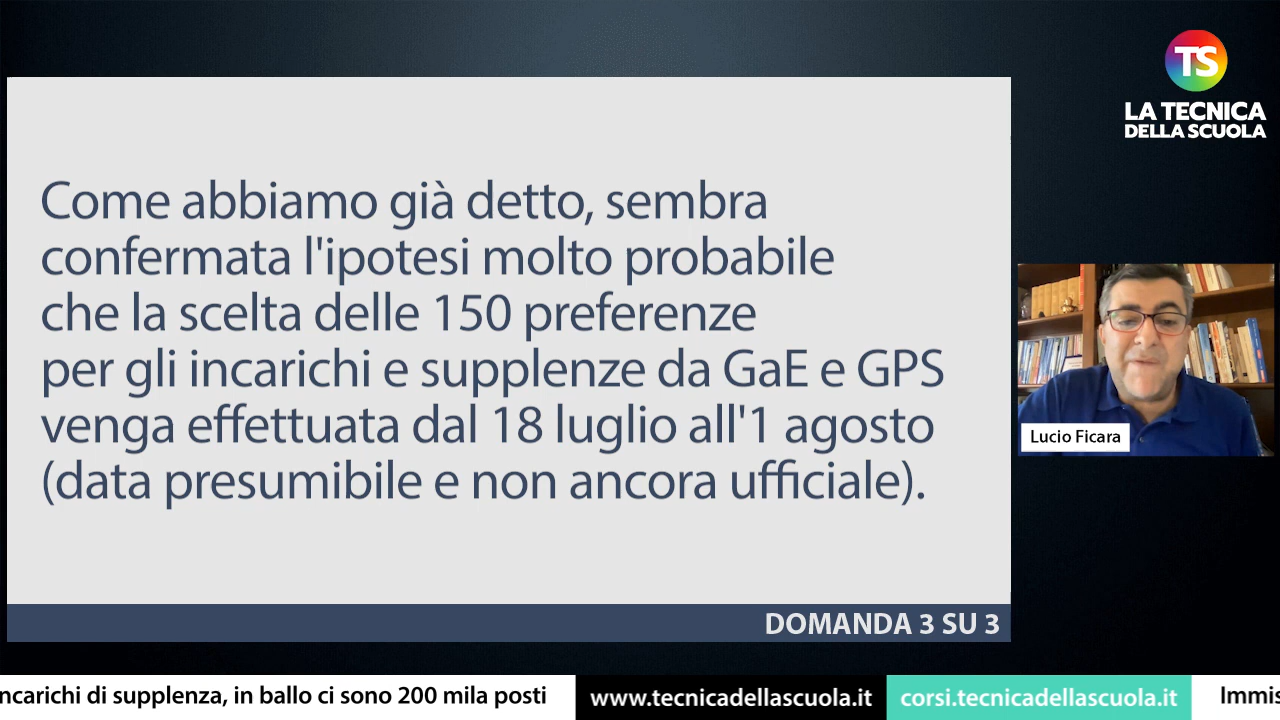 TS
LA TECNICA
DELLA SCUOLA
Come abbiamo già detto, sembra
confermata l'ipotesi molto probabile
che la scelta delle 150 preferenze
per gli incarichi e supplenze da GaE e GPS
venga effettuata dal 18 luglio all'1 agosto
(data presumibile e non ancora ufficiale).
Lucio Ficara
DOMANDA 3 SU 3
ncarichi di supplenza, in ballo ci sono 200 mila posti
www.tecnicadellascuola.it
corsi.tecnicadellascuola.it
Immis